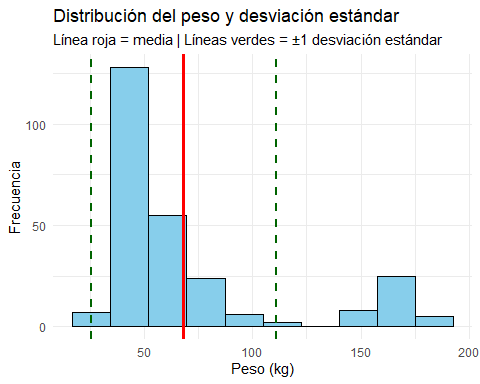 Distribución del peso y desviación estándar
Línea roja = media | Líneas verdes = ±1 desviación estándar
Frecuencia
100
50
0
50
100
150
200
Peso (kg)